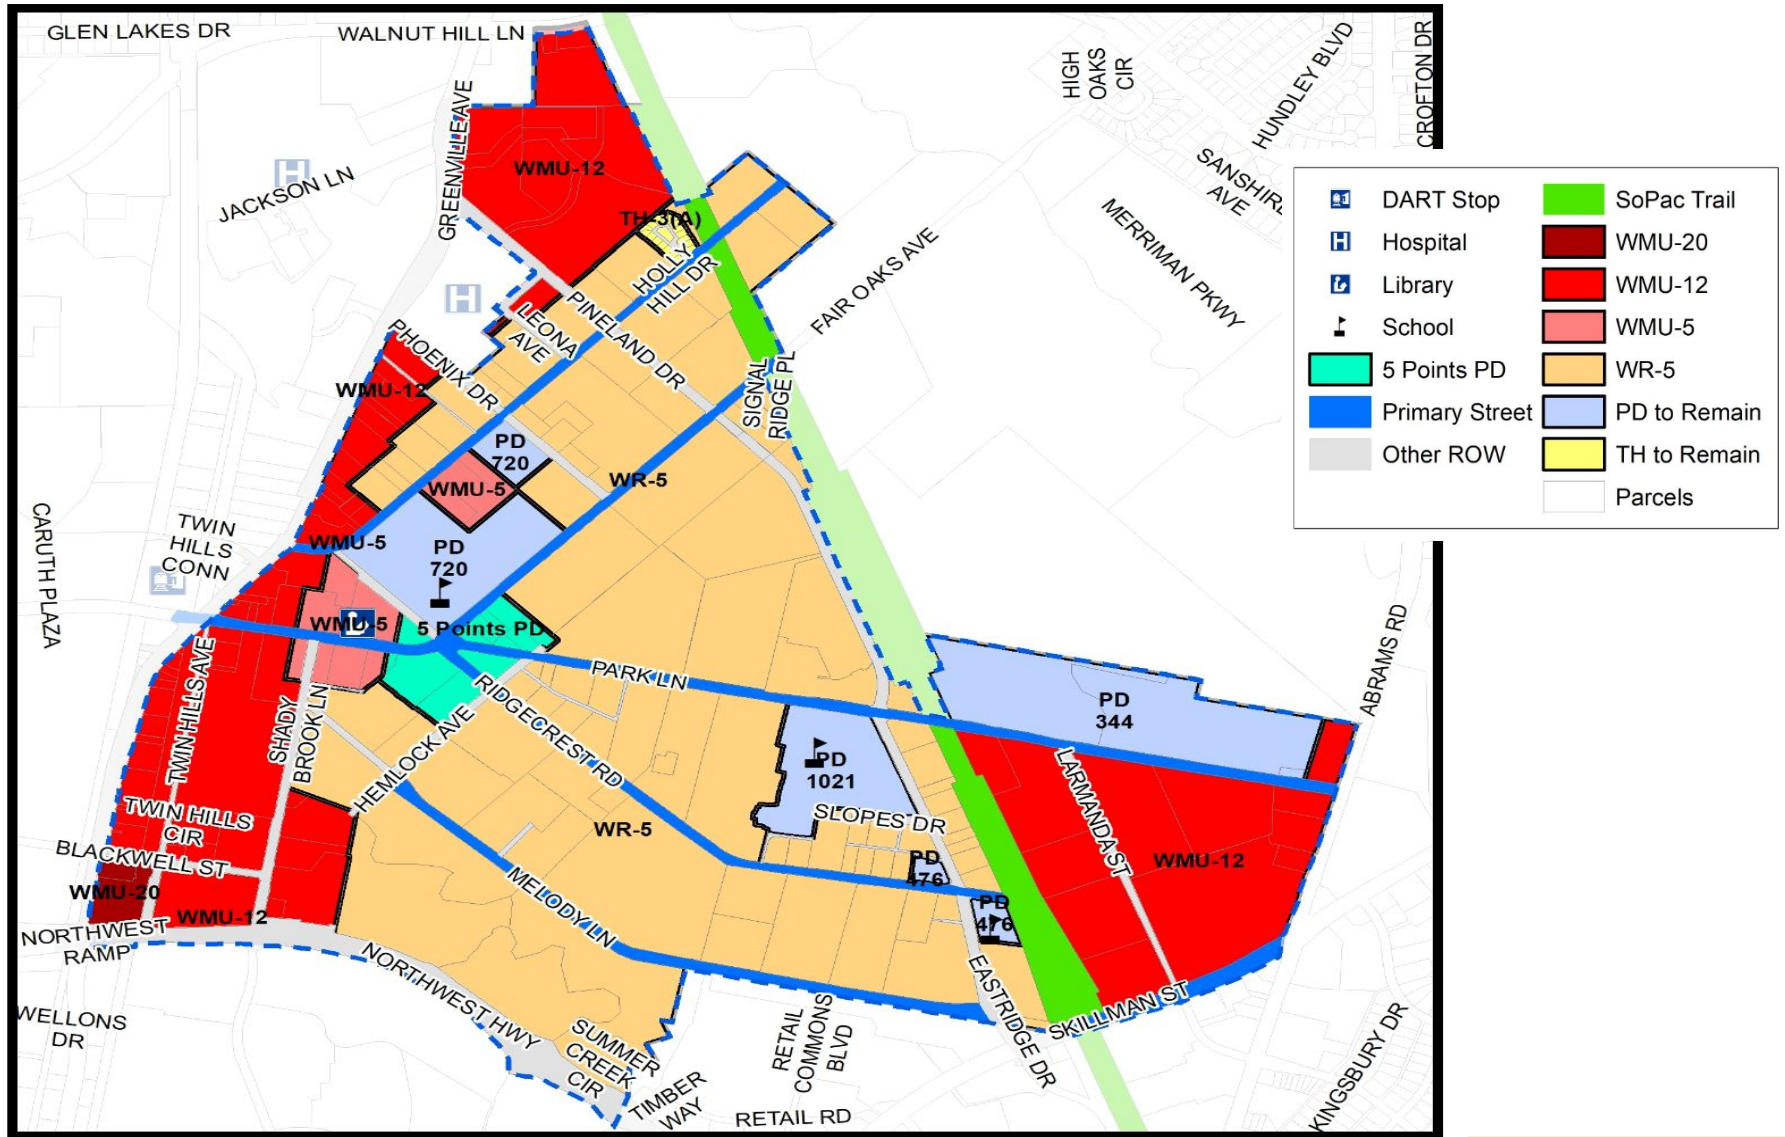 GLEN LAKES DR
WALNUT HILL LN
HIGH
OAKS
CIR
HUNDLEY BLVD
CROFTON DR
GREENVILLE AVE
JACKSON LN
WMU-12
SANSHIRE
AVE
MERRIMAN PKWY
TH-3(A)
HOLLY
HILL DR
FAIR OAKS AVE
PINELAND DR
LEONA
AVE
PHOENIX DR
WMU-12
SIGNAL
RIDGE PL
PD
720
WMU-5
WR-5
CARUTH PLAZA
TWIN
HILLS
CONN
WMU-5
PD
720
WMU-5
5 Points PD
PARK LN
RIDGECREST RD
HEMLOCK AVE
TWIN HILLS AVE
SHADY
BROOK LN
PD
344
ABRAMS RD
PD
1021
SLOPES DR
LARMANDA ST
WMU-12
TWIN HILLS
CIR
BLACKWELL ST
WMU-20
WMU-12
WR-5
MELODY LN
PD
476
PD
476
NORTHWEST
RAMP
NORTHWEST HWY
WELLONS
DR
SUMMER
CREEK
CIR
TIMBER
WAY
RETAIL
COMMONS
BLVD
RETAIL RD
EASTRIDGE DR
SKILLMAN ST
KINGSBURY DR
DART Stop
Hospital
Library
School
5 Points PD
Primary Street
Other ROW
SoPac Trail
WMU-20
WMU-12
WMU-5
WR-5
PD to Remain
TH to Remain
Parcels